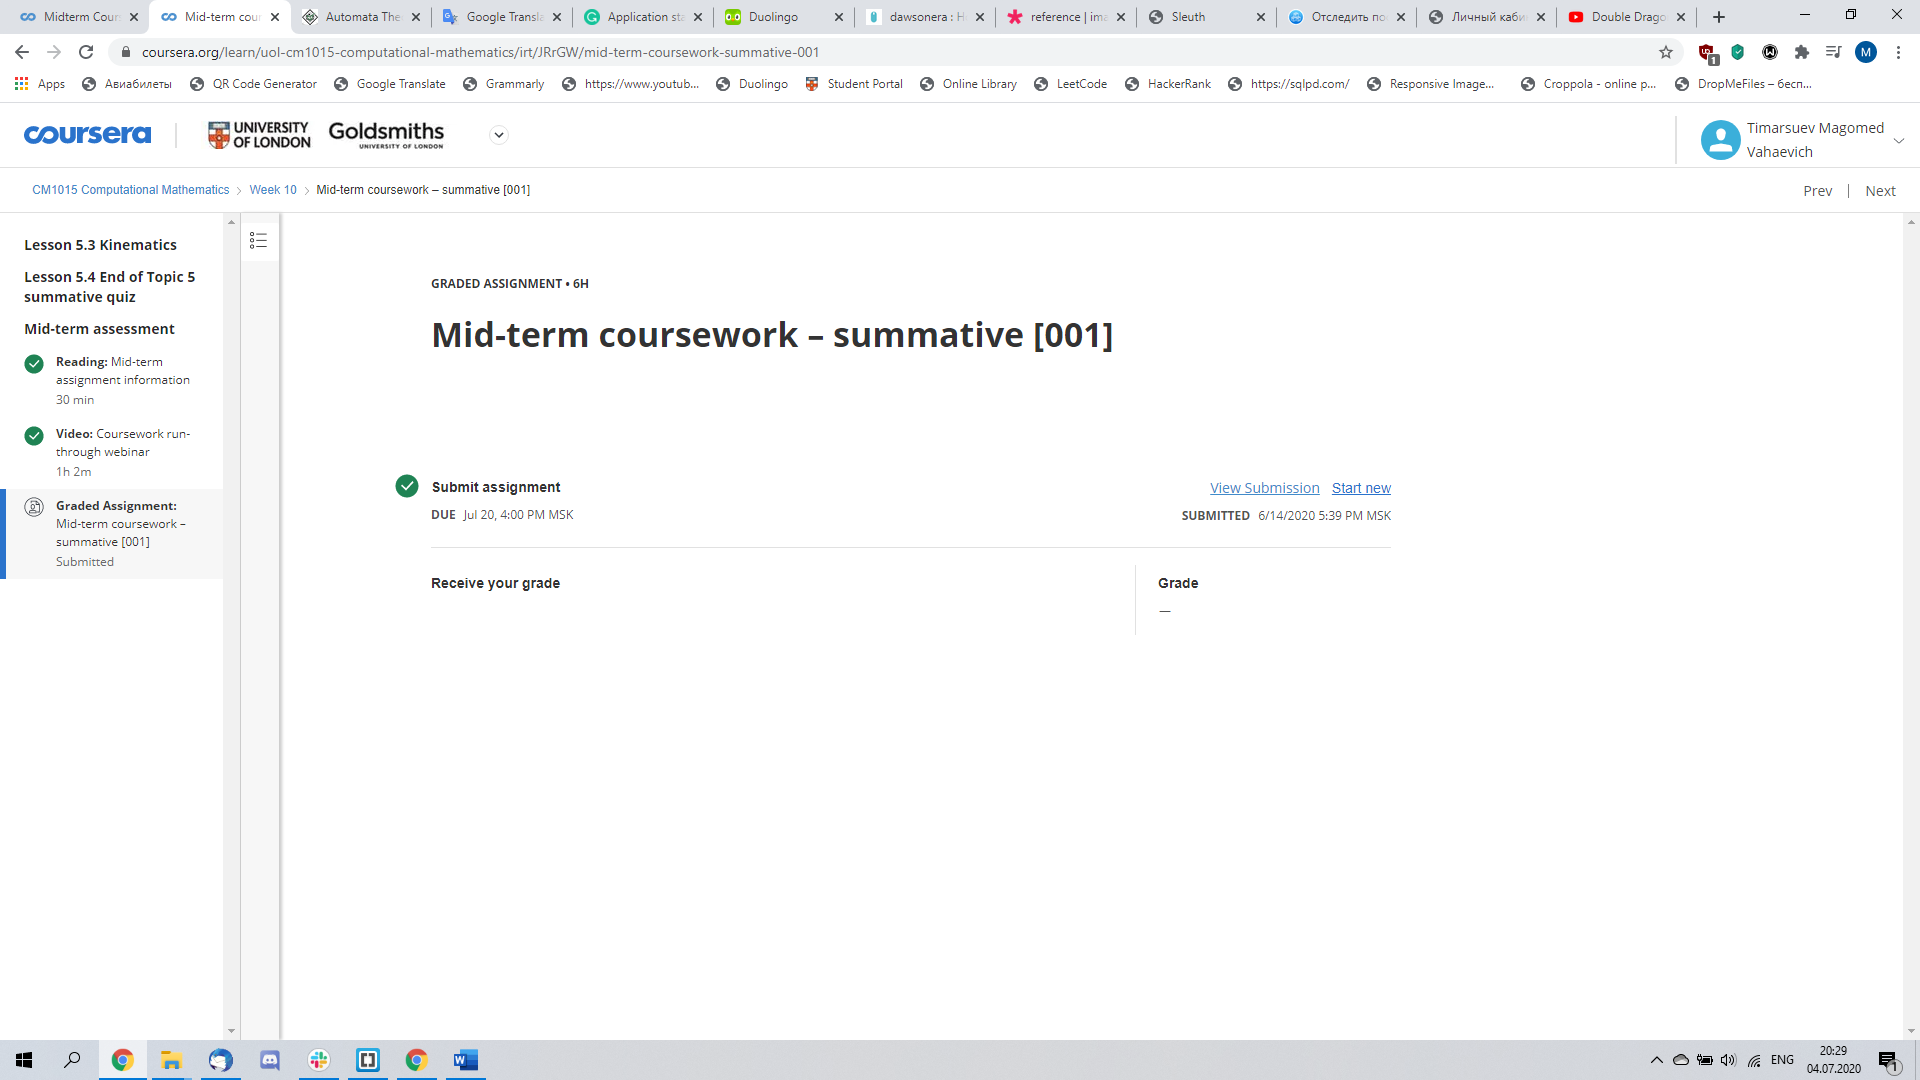 Midterm Cour
Mid-term cour
Automata The
Google Transla
Application sta
Duolingo
dawsonera : H
reference | ima
Sleuth
Отследить по
Личный каби
Double Drago
coursera.org/learn/uol-cm1015-computational-mathematics/irt/JRrGW/mid-term-coursework-summative-001
1
M
Apps
Авиабилеты
QR Code Generator
Google Translate
Grammarly
https://www.youtub...
Duolingo
Student Portal
Online Library
LeetCode
HackerRank
https://sqlpd.com/
Responsive Image...
Croppola - online p...
DropMeFiles – бесп...
coursera
UNIVERSITY
OF LONDON
Goldsmiths
UNIVERSITY OF LONDON
Timarsuev Magomed
Vahaevich
CM1015 Computational Mathematics
Week 10
Mid-term coursework – summative [001]
Prev | Next
Lesson 5.3 Kinematics
Lesson 5.4 End of Topic 5
summative quiz
Mid-term assessment
Reading: Mid-term
assignment information
30 min
Video: Coursework run-
through webinar
1h 2m
Graded Assignment:
Mid-term coursework –
summative [001]
Submitted
GRADED ASSIGNMENT • 6H
Mid-term coursework – summative [001]
Submit assignment
View Submission
Start new
DUE Jul 20, 4:00 PM MSK
SUBMITTED 6/14/2020 5:39 PM MSK
Receive your grade
Grade
—
ENG
20:29
04.07.2020
1